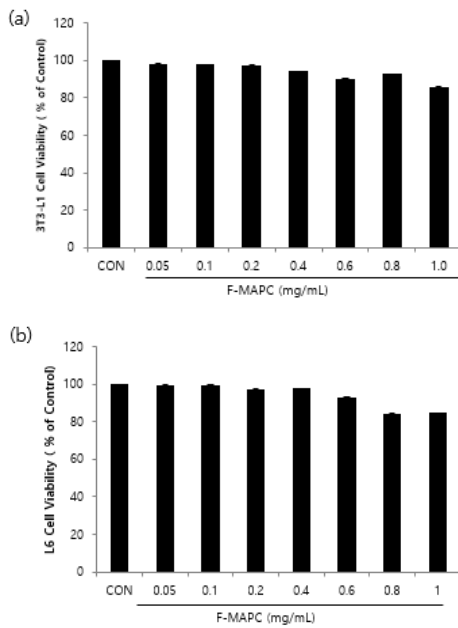 (a)
3T3-L1 Cell Viability ( % of Control)
120
100
80
60
40
20
0
CON 0.05 0.1 0.2 0.4 0.6 0.8 1.0
F-MAPC (mg/mL)
(b)
L6 Cell Viability ( % of Control)
120
100
80
60
40
20
0
CON 0.05 0.1 0.2 0.4 0.6 0.8 1
F-MAPC (mg/mL)